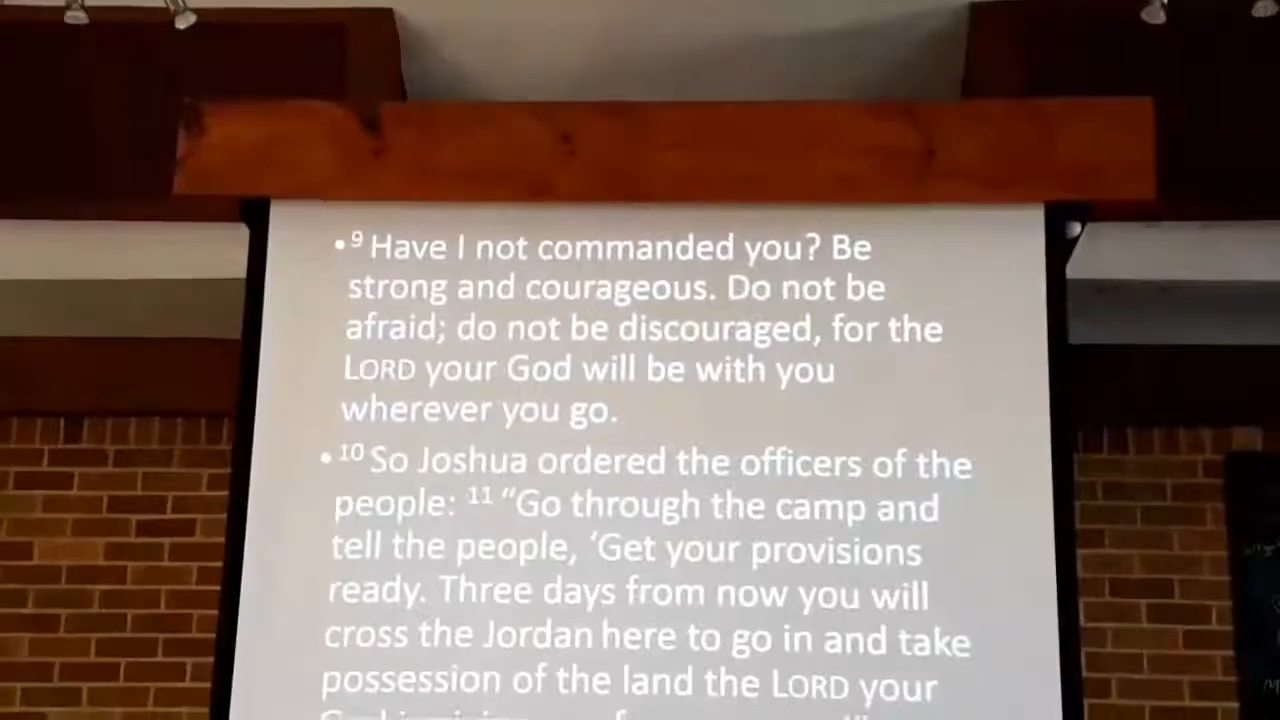 •⁹ Have I not commanded you? Be
strong and courageous. Do not be
afraid; do not be discouraged, for the
LORD your God will be with you
wherever you go.
•¹⁰ So Joshua ordered the officers of the
people: ¹¹ “Go through the camp and
tell the people, ‘Get your provisions
ready. Three days from now you will
cross the Jordan here to go in and take
possession of the land the LORD your